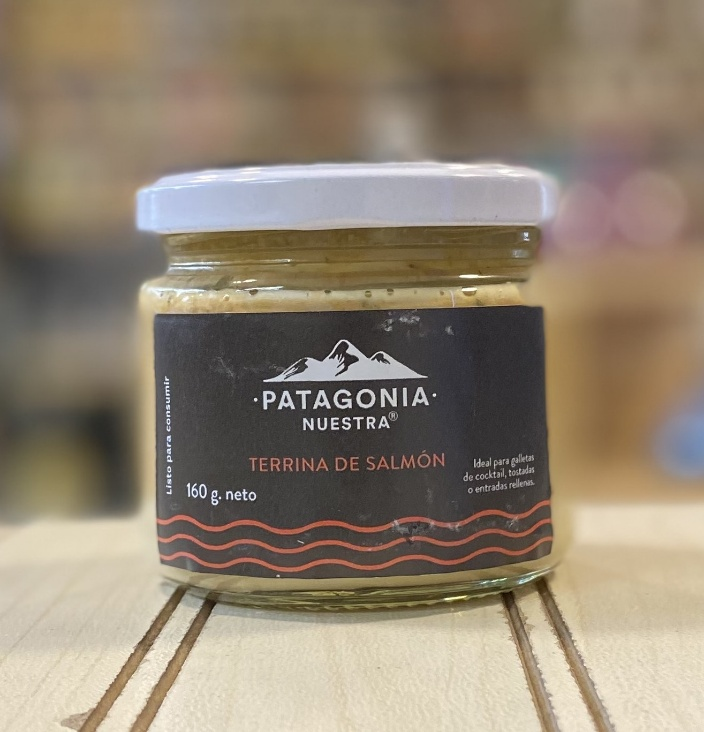 ·PATAGONIA·
NUESTRA®
TERRINA DE SALMÓN
Listo para consumir
160 g. neto
Ideal para galletas
de cocktail, tostadas
o entradas rellenas.